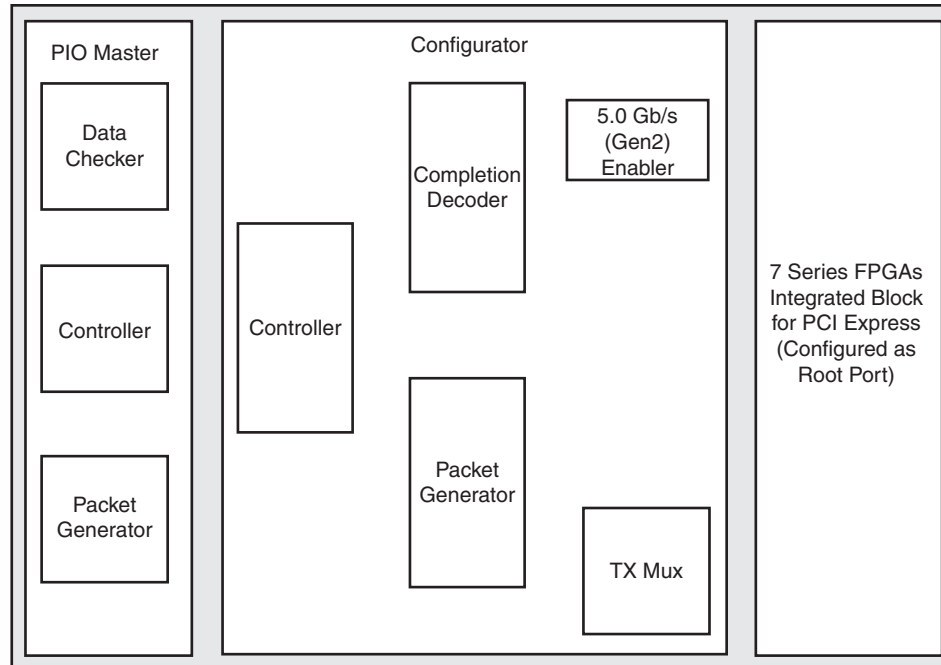 PIO Master
Data
Checker
Controller
Packet
Generator
Configurator
Controller
Completion
Decoder
Packet
Generator
5.0 Gb/s
(Gen2)
Enabler
TX Mux
7 Series FPGAs
Integrated Block
for PCI Express
(Configured as
Root Port)